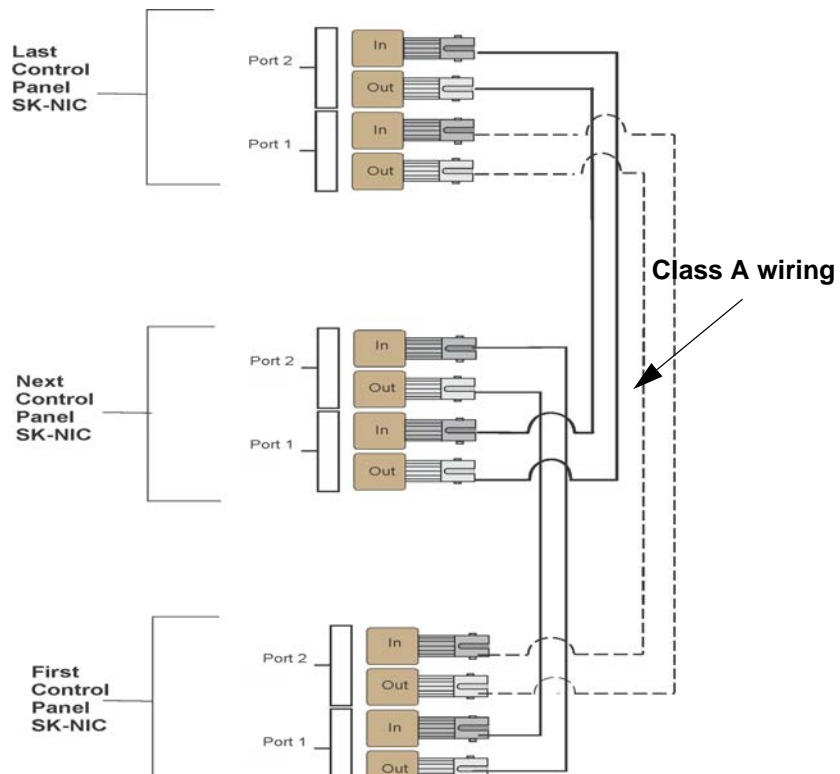 Last
Control
Panel
SK-NIC
Port 2
In
Out
Port 1
In
Out
Class A wiring
Next
Control
Panel
SK-NIC
Port 2
In
Out
Port 1
In
Out
First
Control
Panel
SK-NIC
Port 2
In
Out
Port 1
In
Out